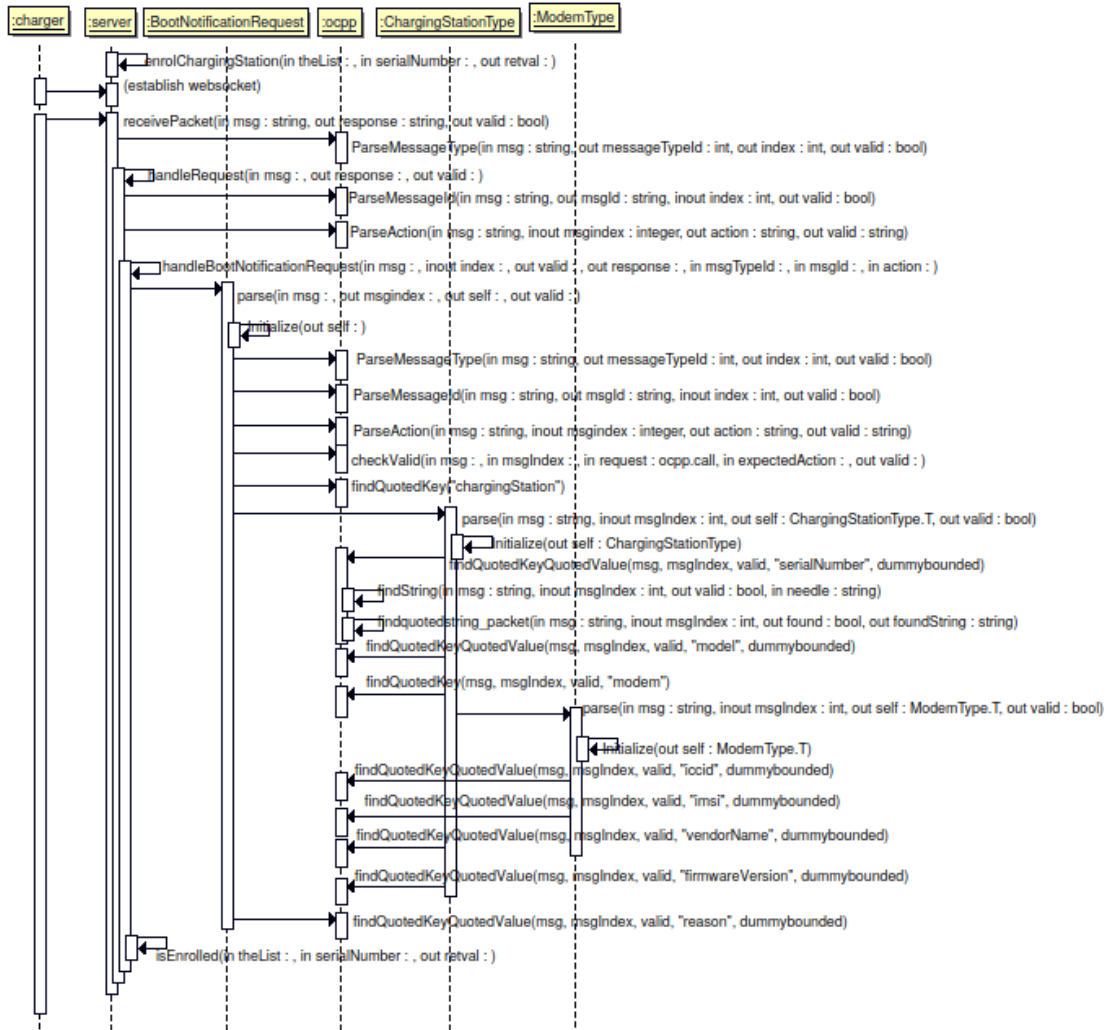 :charger :server :BootNotificationRequest :ocpp :ChargingStationType :ModemType
enrolChargingStation(in theList : , in serialNumber : , out retval : )
(establish websocket)
receivePacket(in msg : string, out response : string, out valid : bool)
ParseMessageType(in msg : string, out messageTypeId : int, out index : int, out valid : bool)
handleRequest(in msg : , out response : , out valid : )
ParseMessageId(in msg : string, out msgId : string, inout index : int, out valid : bool)
ParseAction(in msg : string, inout msgindex : integer, out action : string, out valid : string)
handleBootNotificationRequest(in msg : , inout index : , out valid : , out response : , in msgTypeId : , in msgId : , in action : )
parse(in msg : , out msgindex : , out self : , out valid : )
Initialize(out self : )
ParseMessageType(in msg : string, out messageTypeId : int, out index : int, out valid : bool)
ParseMessageId(in msg : string, out msgId : string, inout index : int, out valid : bool)
ParseAction(in msg : string, inout msgindex : integer, out action : string, out valid : string)
checkValid(in msg : , in msgIndex : , in request : ocpp.call, in expectedAction : , out valid : )
findQuotedKey("chargingStation")
parse(in msg : string, inout msgIndex : int, out self : ChargingStationType.T, out valid : bool)
Initialize(out self : ChargingStationType)
findQuotedKeyQuotedValue(msg, msgIndex, valid, "serialNumber", dummybounded)
findString(in msg : string, inout msgIndex : int, out valid : bool, in needle : string)
findquotedstring_packet(in msg : string, inout msgIndex : int, out found : bool, out foundString : string)
findQuotedKeyQuotedValue(msg, msgIndex, valid, "model", dummybounded)
findQuotedKey(msg, msgIndex, valid, "modem")
parse(in msg : string, inout msgIndex : int, out self : ModemType.T, out valid : bool)
Initialize(out self : ModemType.T)
findQuotedKeyQuotedValue(msg, msgIndex, valid, "iccid", dummybounded)
findQuotedKeyQuotedValue(msg, msgIndex, valid, "imsi", dummybounded)
findQuotedKeyQuotedValue(msg, msgIndex, valid, "vendorName", dummybounded)
findQuotedKeyQuotedValue(msg, msgIndex, valid, "firmwareVersion", dummybounded)
findQuotedKeyQuotedValue(msg, msgIndex, valid, "reason", dummybounded)
isEnrolled(in theList : , in serialNumber : , out retval : )